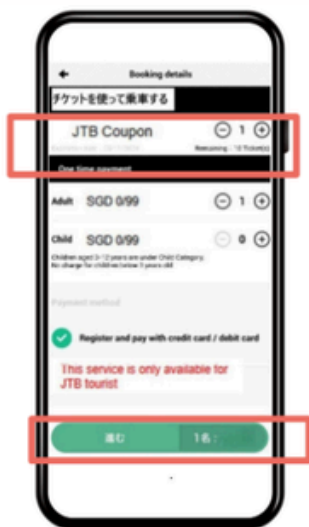 Booking details
チケットを使って乗車する
JTB Coupon 1
Remaining : 10 Ticket(s)
One time payment
Adult SGD 0/99 1
Child SGD 0/99 0
Children aged 3-12 years are under Child Category.
No charge for children below 3 years old
Payment method
Register and pay with credit card / debit card
This service is only available for
JTB tourist
進む 1名 :